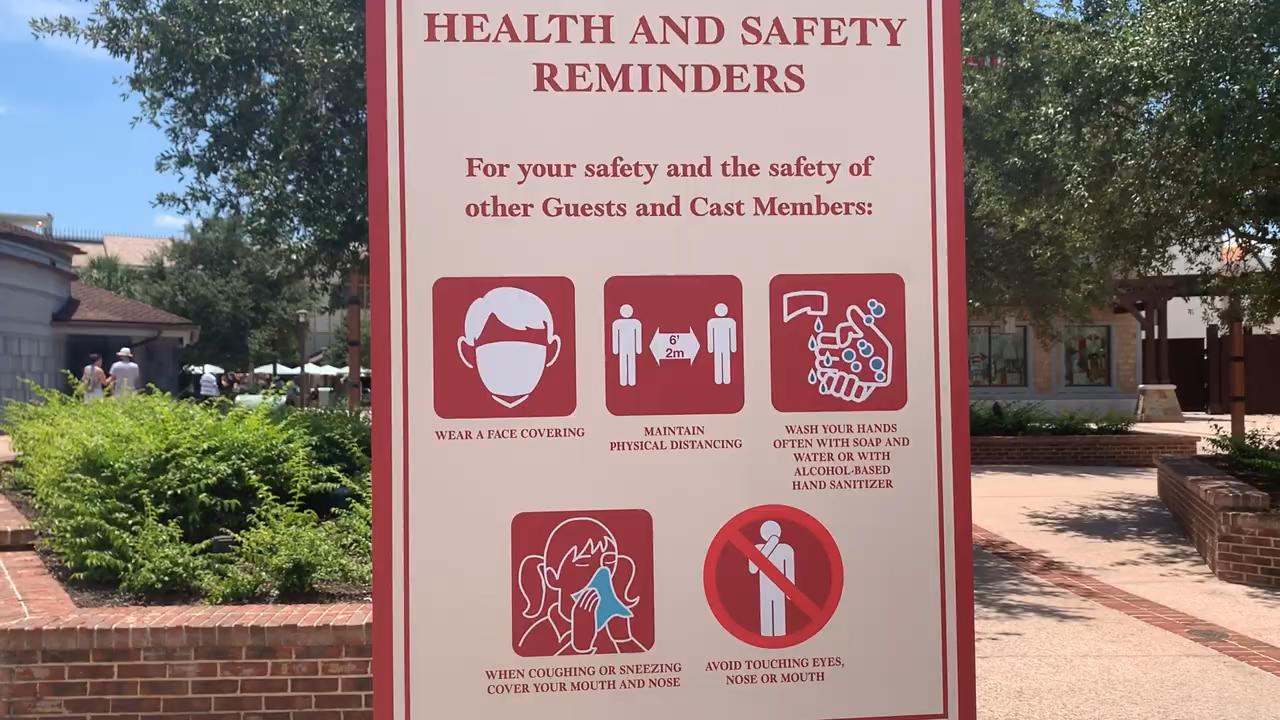 HEALTH AND SAFETY
REMINDERS
For your safety and the safety of
other Guests and Cast Members:
6'
2m
WEAR A FACE COVERING
MAINTAIN
PHYSICAL DISTANCING
WASH YOUR HANDS
OFTEN WITH SOAP AND
WATER OR WITH
ALCOHOL-BASED
HAND SANITIZER
WHEN COUGHING OR SNEEZING
COVER YOUR MOUTH AND NOSE
AVOID TOUCHING EYES,
NOSE OR MOUTH